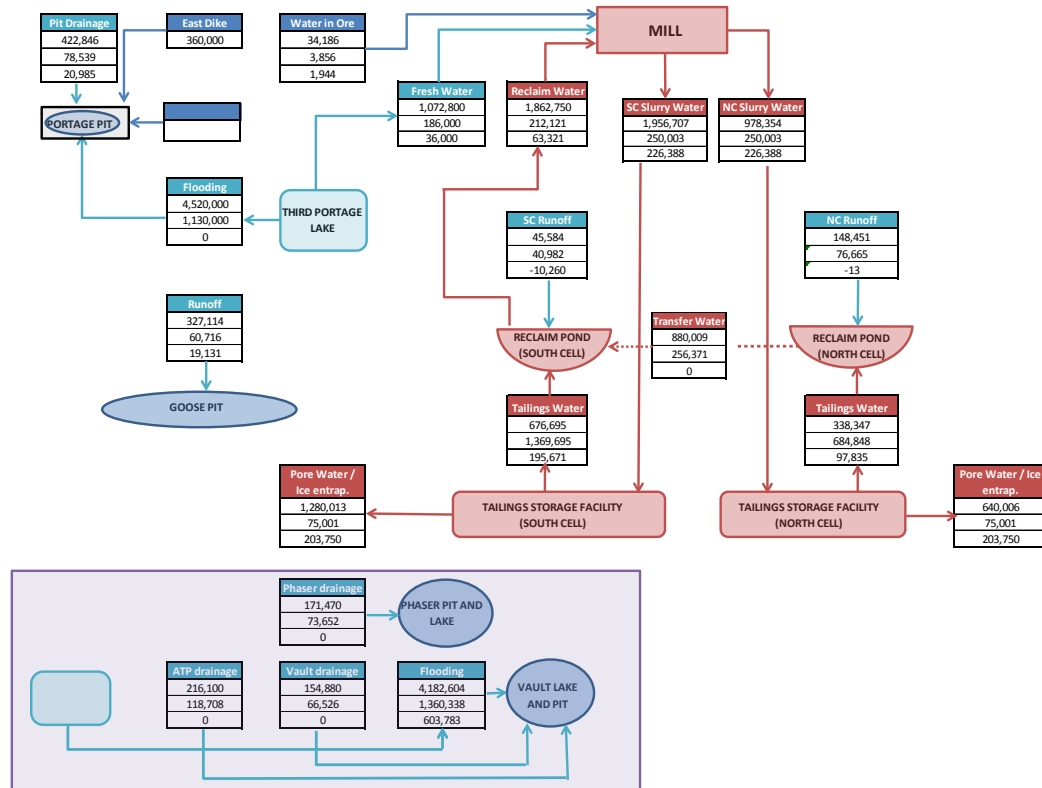 Pit Drainage
422,846
78,539
20,985
East Dike
360,000
Water in Ore
34,186
3,856
1,944
MILL
PORTAGE PIT
Fresh Water
1,072,800
186,000
36,000
Reclaim Water
1,862,750
212,121
63,321
SC Slurry Water
1,956,707
250,003
226,388
NC Slurry Water
978,354
250,003
226,388
Flooding
4,520,000
1,130,000
0
THIRD PORTAGE
LAKE
SC Runoff
45,584
40,982
-10,260
NC Runoff
148,451
76,665
-13
Runoff
327,114
60,716
19,131
GOOSE PIT
RECLAIM POND
(SOUTH CELL)
Transfer Water
880,009
256,371
0
RECLAIM POND
(NORTH CELL)
Tailings Water
676,695
1,369,695
195,671
Tailings Water
338,347
684,848
97,835
Pore Water /
Ice entrap.
1,280,013
75,001
203,750
TAILINGS STORAGE FACILITY
(SOUTH CELL)
TAILINGS STORAGE FACILITY
(NORTH CELL)
Pore Water / Ice
entrap.
640,006
75,001
203,750
Phaser drainage
171,470
73,652
0
PHASER PIT AND
LAKE
ATP drainage
216,100
118,708
0
Vault drainage
154,880
66,526
0
Flooding
4,182,604
1,360,338
603,783
VAULT LAKE
AND PIT